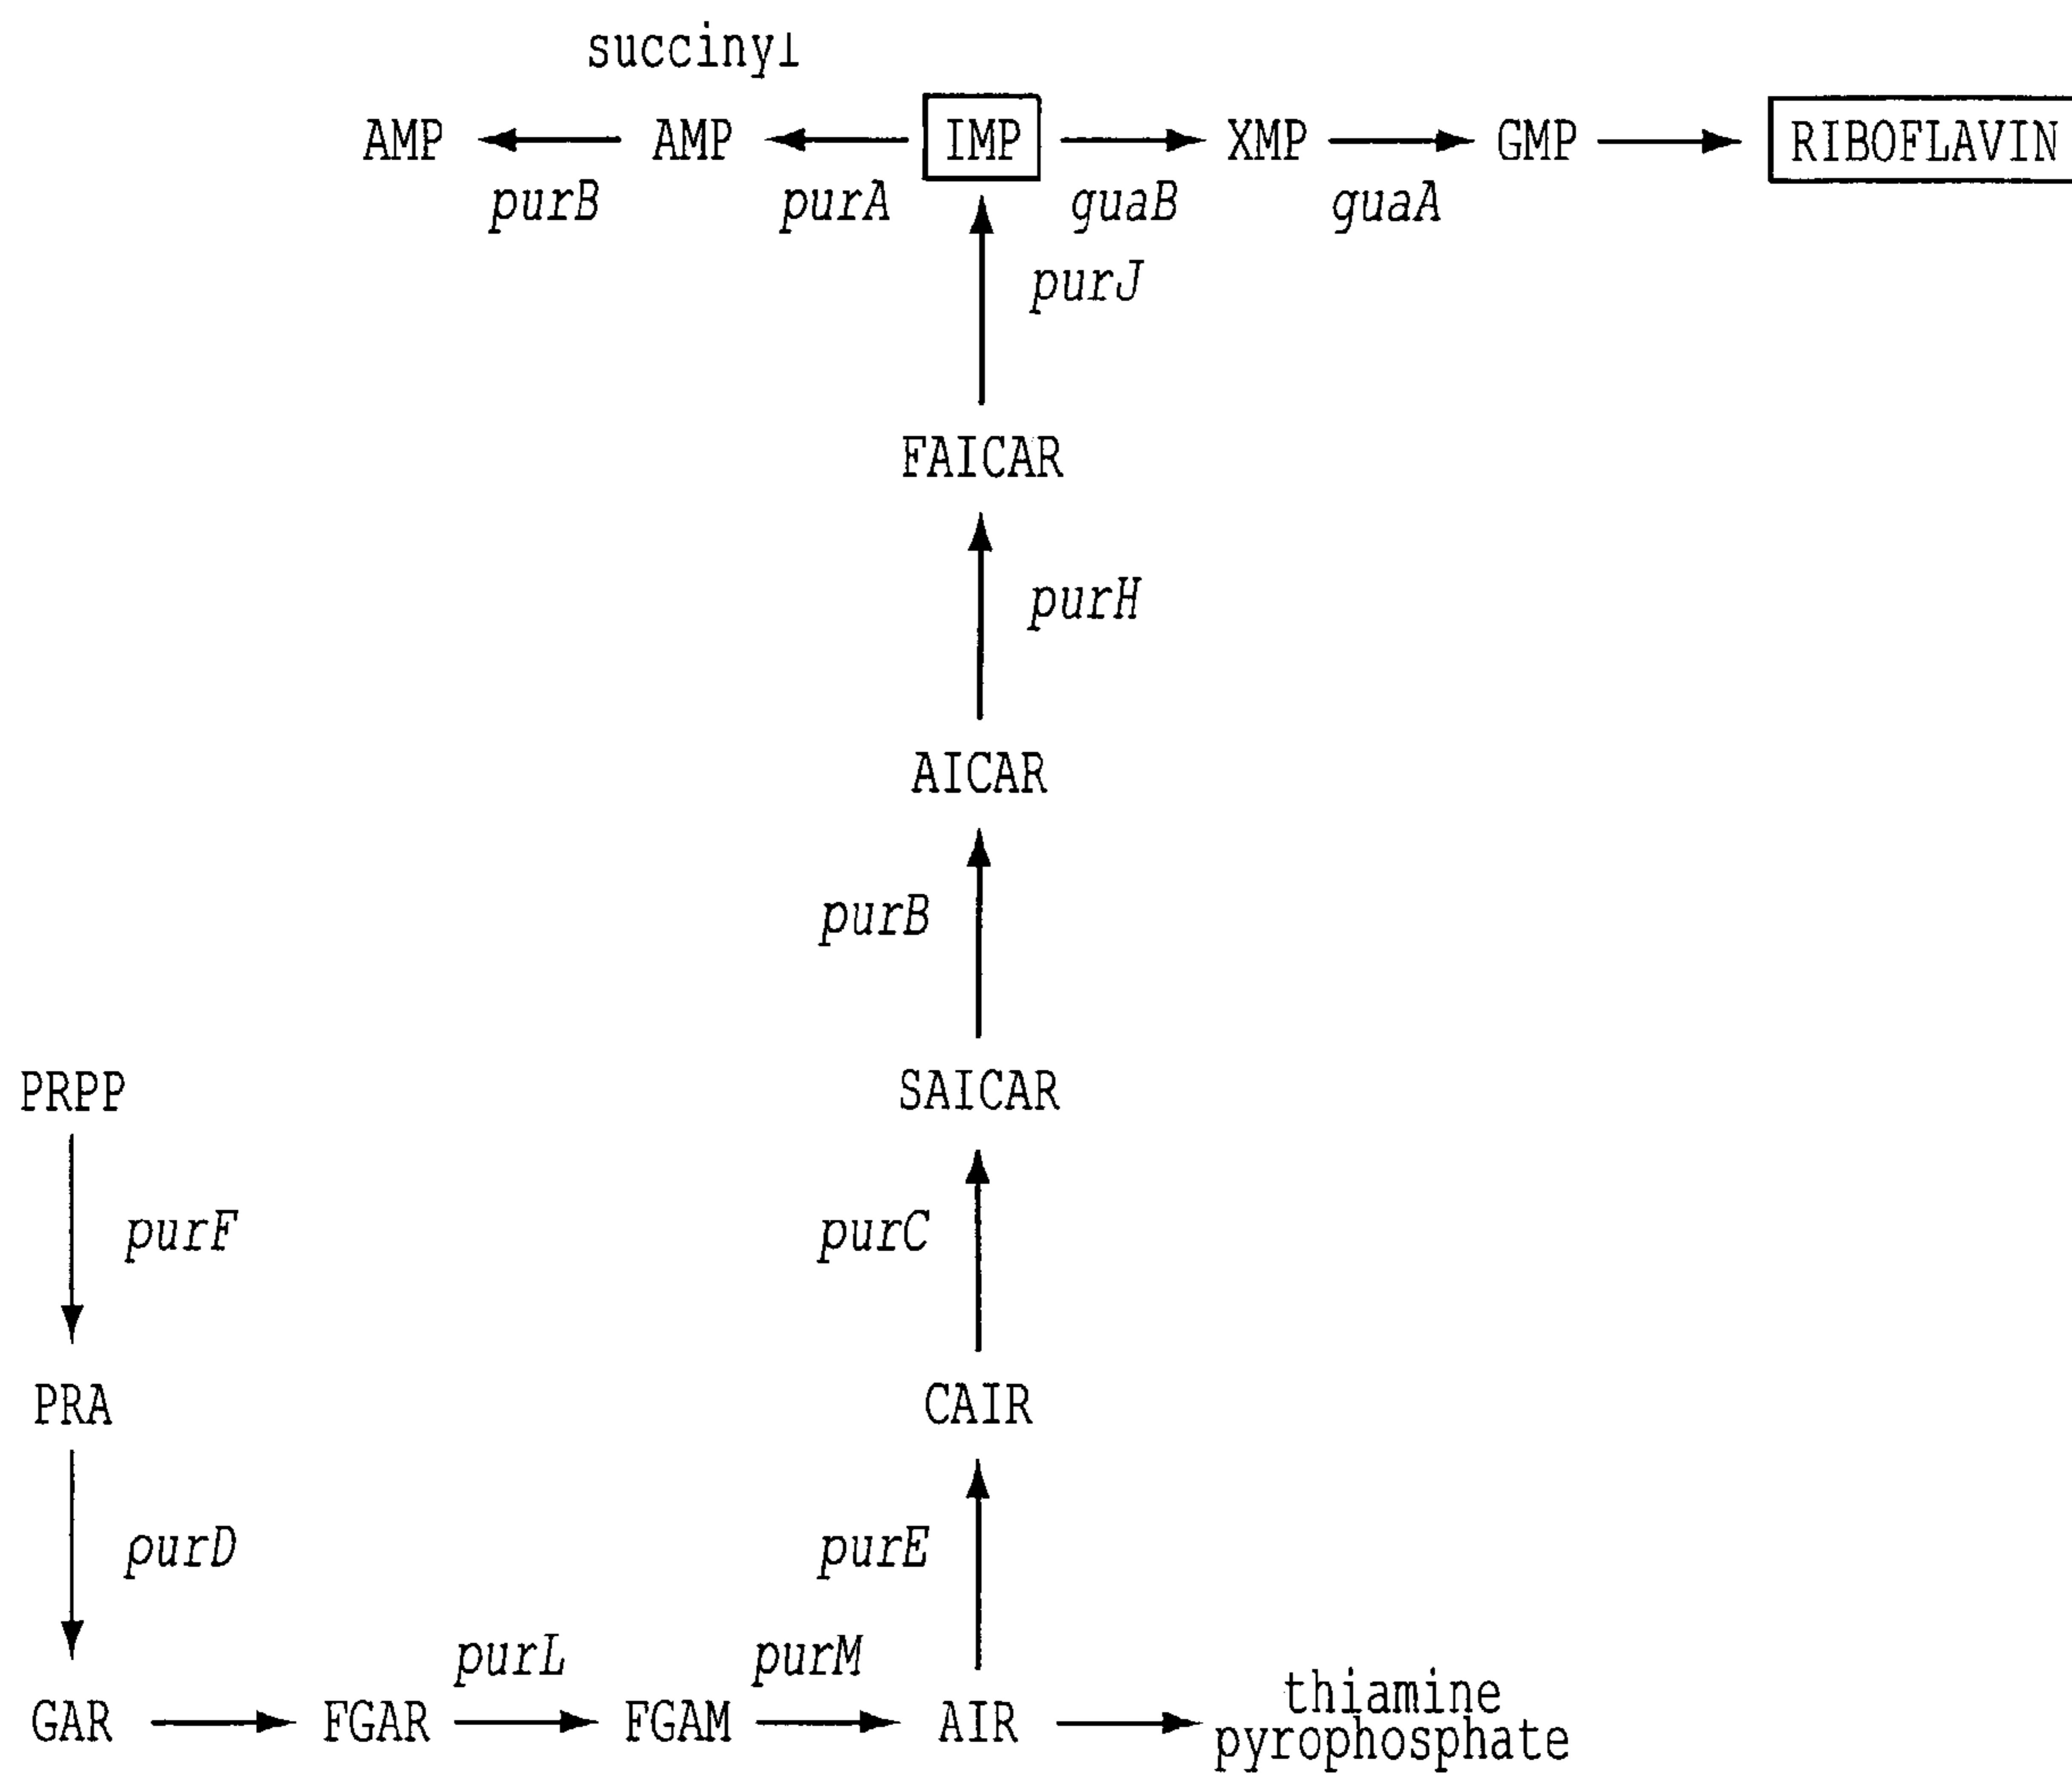 succinyl
AMP AMP IMP XMP GMP RIBOFLAVIN
purB purA guaB guaA
purJ
FAICAR
purH
AICAR
purB
PRPP SAICAR
purF purC
PRA CAIR
purD purE
purL purM
GAR FGAR FGAM AIR thiamine
pyrophosphate